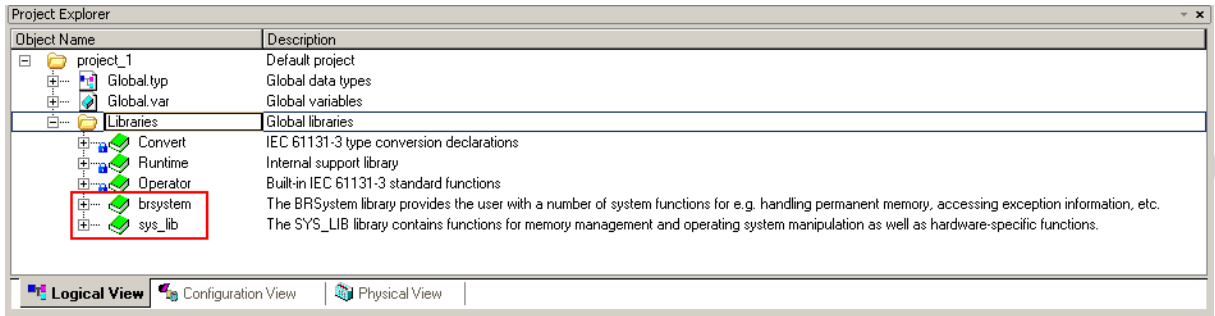 Project Explorer
Object Name Description
project_1 Default project
Global.typ Global data types
Global.var Global variables
Libraries Global libraries
Convert IEC 61131-3 type conversion declarations
Runtime Internal support library
Operator Built-in IEC 61131-3 standard functions
brsystem The BRSystem library provides the user with a number of system functions for e.g. handling permanent memory, accessing exception information, etc.
sys_lib The SYS_LIB library contains functions for memory management and operating system manipulation as well as hardware-specific functions.
Logical View Configuration View Physical View